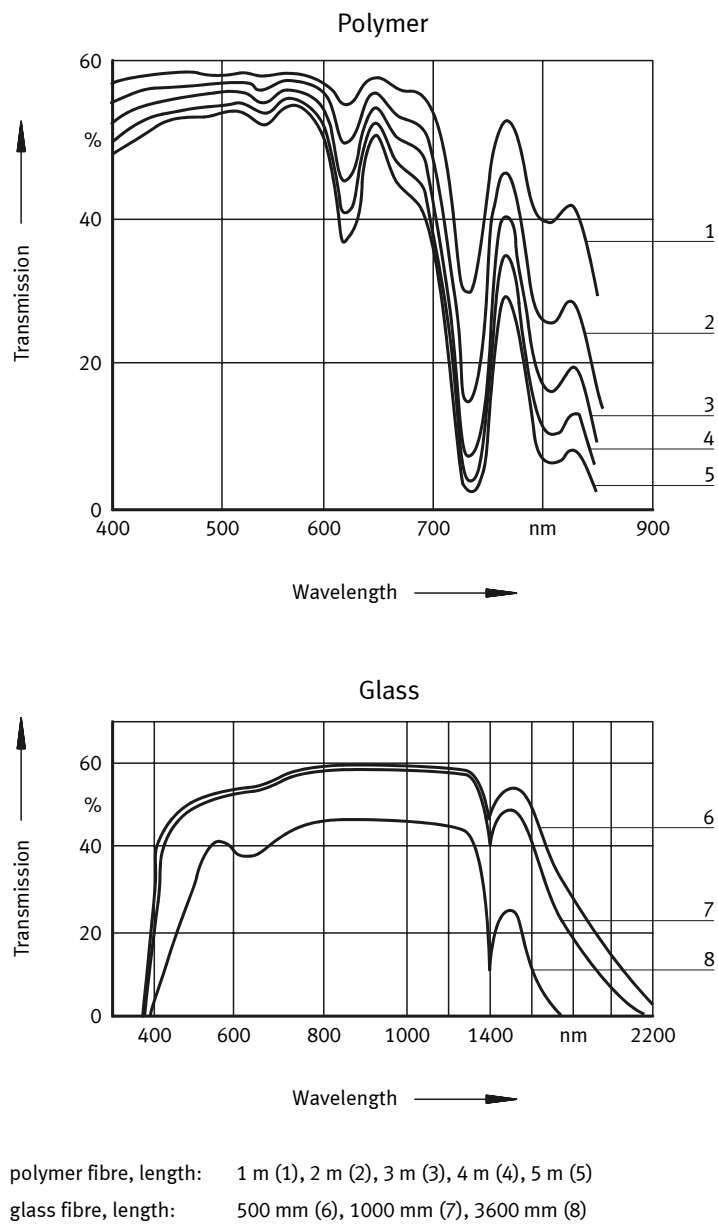 Polymer
60
%
40
20
0
Transmission
1
2
3
4
5
400 500 600 700 nm 900
Wavelength
Glass
60
%
40
20
0
Transmission
6
7
8
400 600 800 1000 1400 nm 2200
Wavelength
polymer fibre, length: 1 m (1), 2 m (2), 3 m (3), 4 m (4), 5 m (5)
glass fibre, length: 500 mm (6), 1000 mm (7), 3600 mm (8)